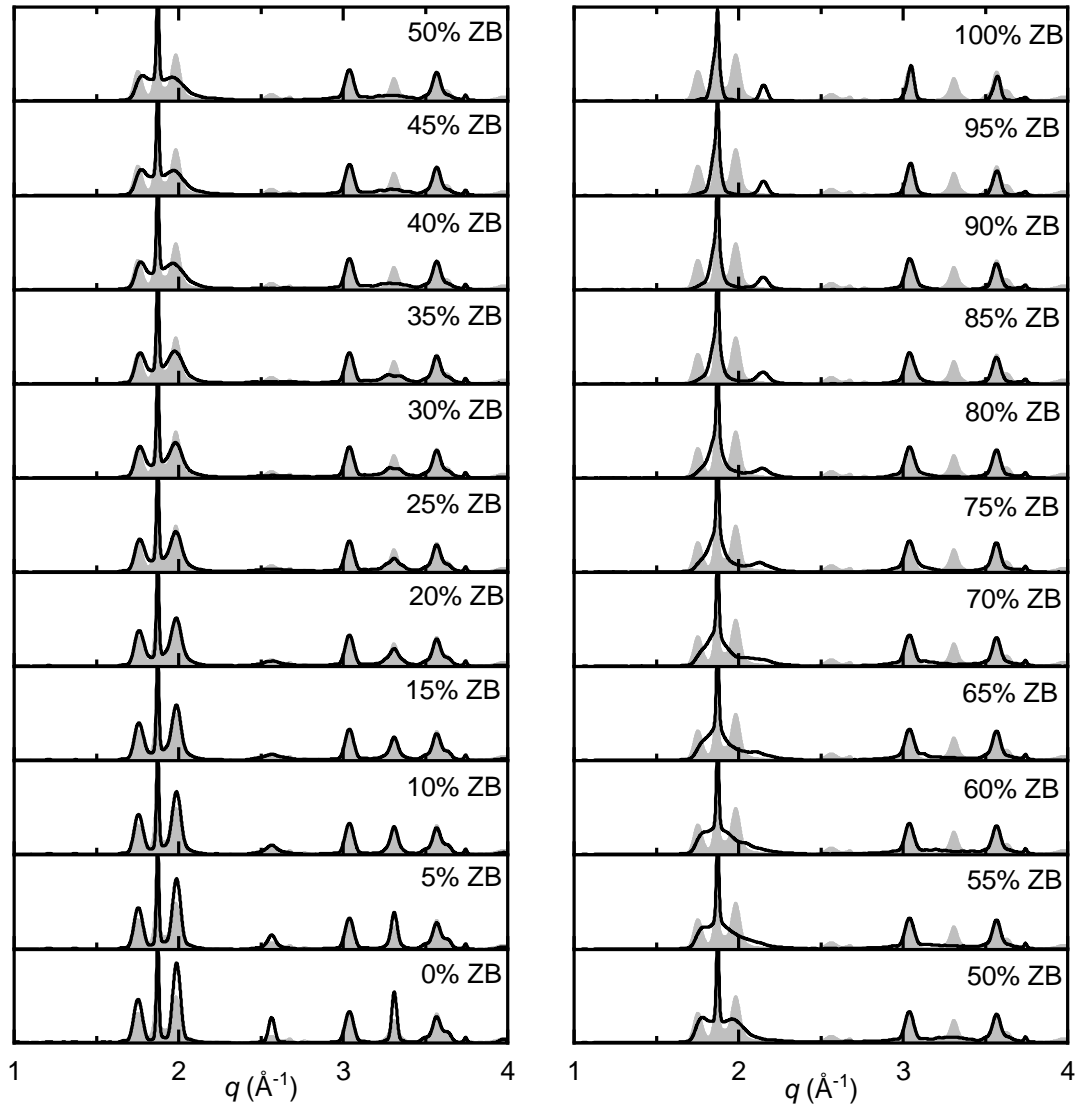 50% ZB
45% ZB
40% ZB
35% ZB
30% ZB
25% ZB
20% ZB
15% ZB
10% ZB
5% ZB
0% ZB
1 2 3 4
q (Å-1)
100% ZB
95% ZB
90% ZB
85% ZB
80% ZB
75% ZB
70% ZB
65% ZB
60% ZB
55% ZB
50% ZB
1 2 3 4
q (Å-1)